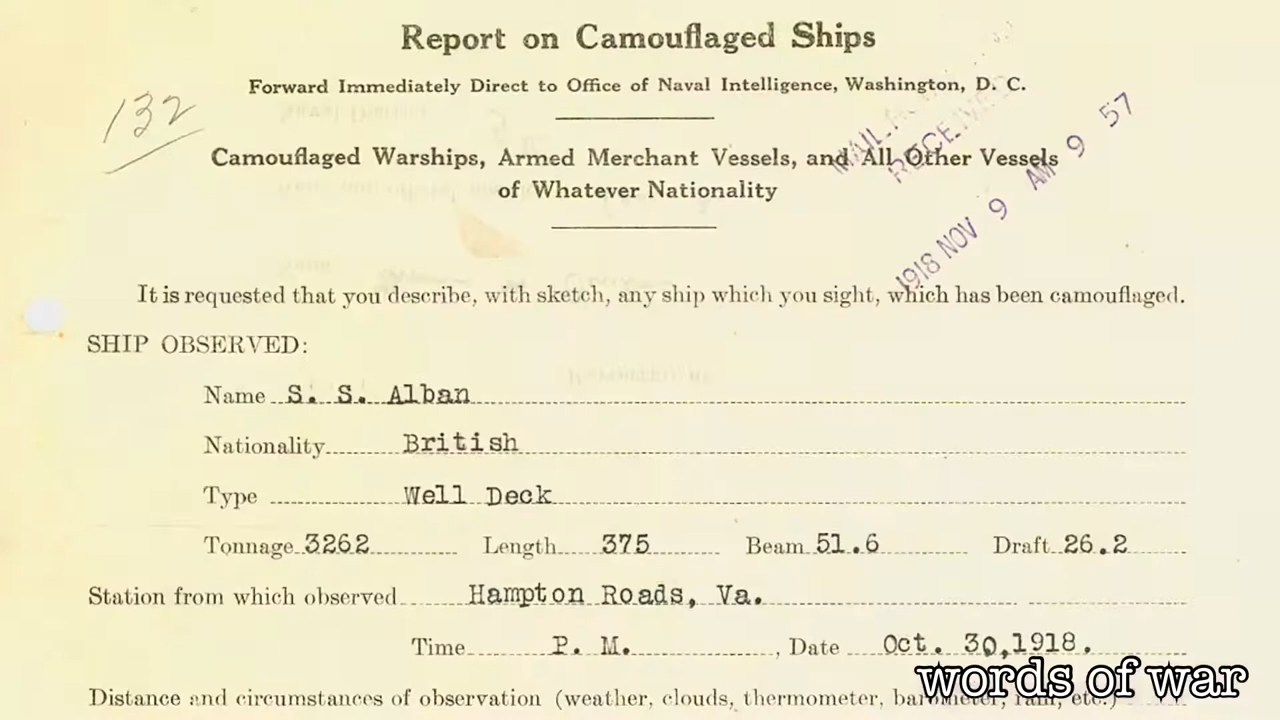 Report on Camouflaged Ships
Forward Immediately Direct to Office of Naval Intelligence, Washington, D. C.
132
Camouflaged Warships, Armed Merchant Vessels, and All Other Vessels
of Whatever Nationality
RECEIVED
1918 NOV 9 AM 9 57
It is requested that you describe, with sketch, any ship which you sight, which has been camouflaged.
SHIP OBSERVED:
Name S. S. Alban
Nationality British
Type Well Deck
Tonnage 3262 Length 375 Beam 51.6 Draft 26.2
Station from which observed Hampton Roads, Va.
Time P. M. , Date Oct. 30,1918.
Distance and circumstances of observation (weather, clouds, thermometer, barometer, rain, etc.)
words of war